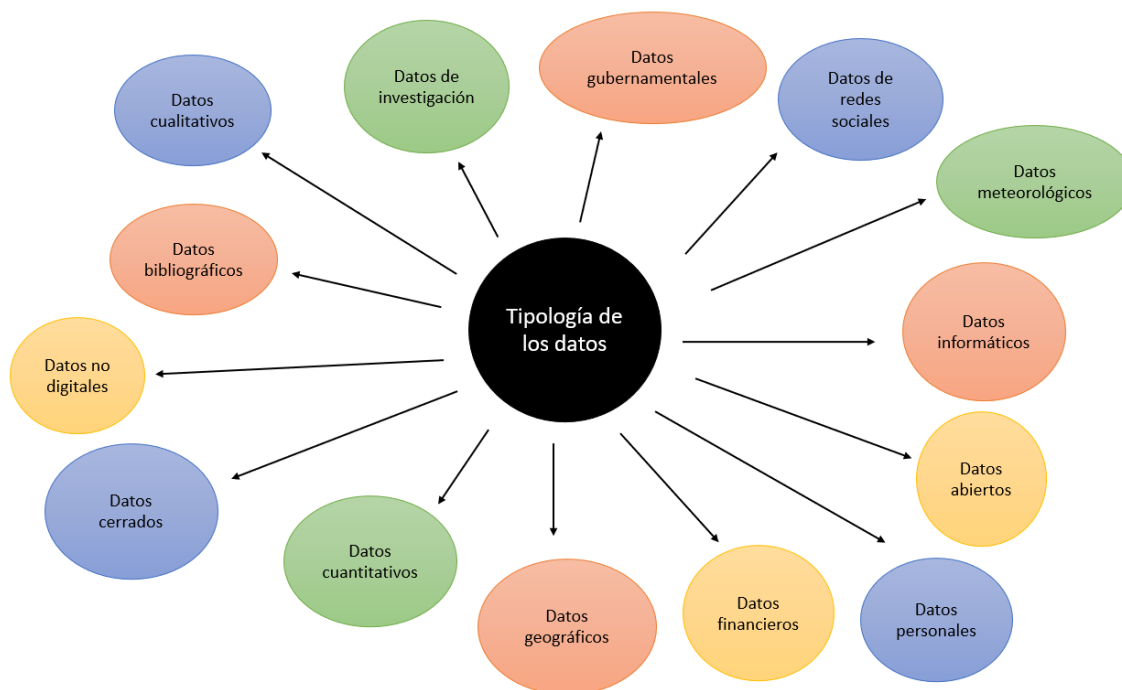 Datos
gubernamentales
Datos de
investigación
Datos de
redes
sociales
Datos
cualitativos
Datos
meteorológicos
Datos
bibliográficos
Tipología de
los datos
Datos
informáticos
Datos no
digitales
Datos
abiertos
Datos
cerrados
Datos
cuantitativos
Datos
geográficos
Datos
financieros
Datos
personales